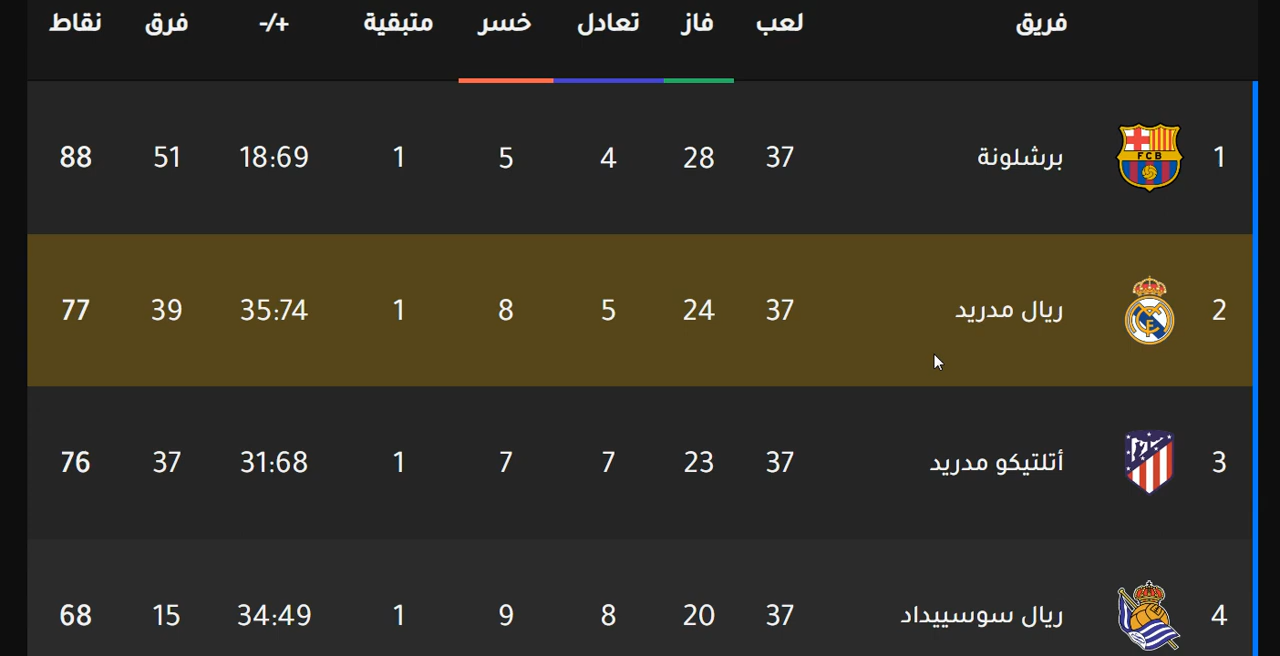 فريق لعب فاز تعادل خسر متبقية +/- فرق نقاط
1 FCB برشلونة 37 28 4 5 1 18:69 51 88
2 ريال مدريد 37 24 5 8 1 35:74 39 77
3 أتلتيكو مدريد 37 23 7 7 1 31:68 37 76
4 ريال سوسييداد 37 20 8 9 1 34:49 15 68